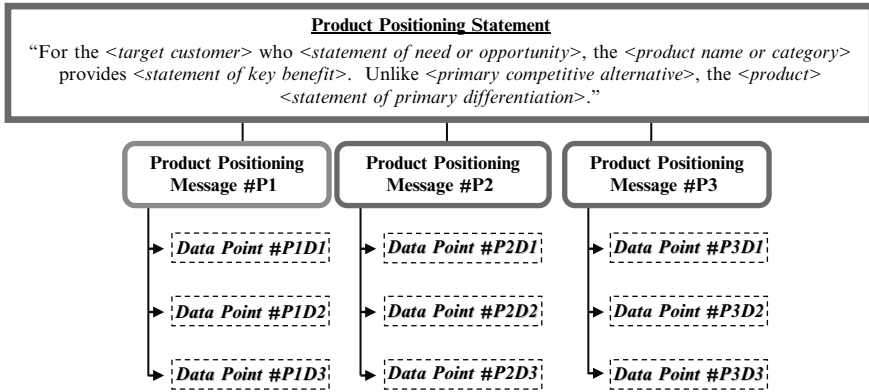 Product Positioning Statement
“For the <target customer> who <statement of need or opportunity>, the <product name or category>
provides <statement of key benefit>. Unlike <primary competitive alternative>, the <product>
<statement of primary differentiation>.”
Product Positioning
Message #P1
Data Point #P1D1
Data Point #P1D2
Data Point #P1D3
Product Positioning
Message #P2
Data Point #P2D1
Data Point #P2D2
Data Point #P2D3
Product Positioning
Message #P3
Data Point #P3D1
Data Point #P3D2
Data Point #P3D3